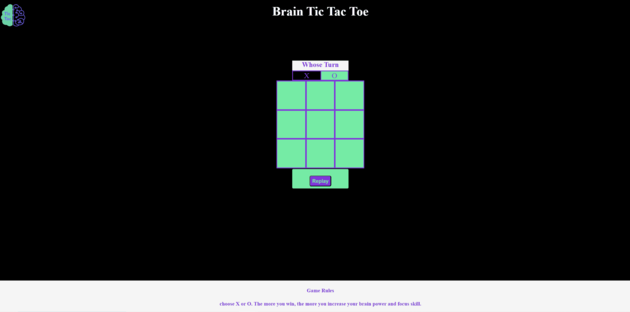 Brain Tic Tac Toe
Whose Turn
X O
Replay
Game Rules
choose X or O. The more you win, the more you increase your brain power and focus skill.